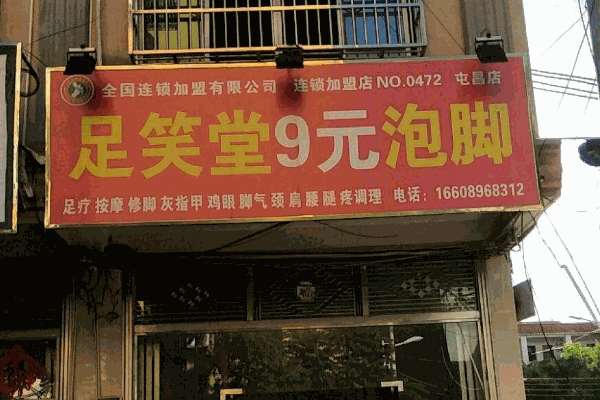 全国连锁加盟有限公司 连锁加盟店 NO.0472 屯昌店
足笑堂9元泡脚
足疗 按摩 修脚 灰指甲 鸡眼 脚气 颈 肩 腰 腿 疼调理 电话：16608968312